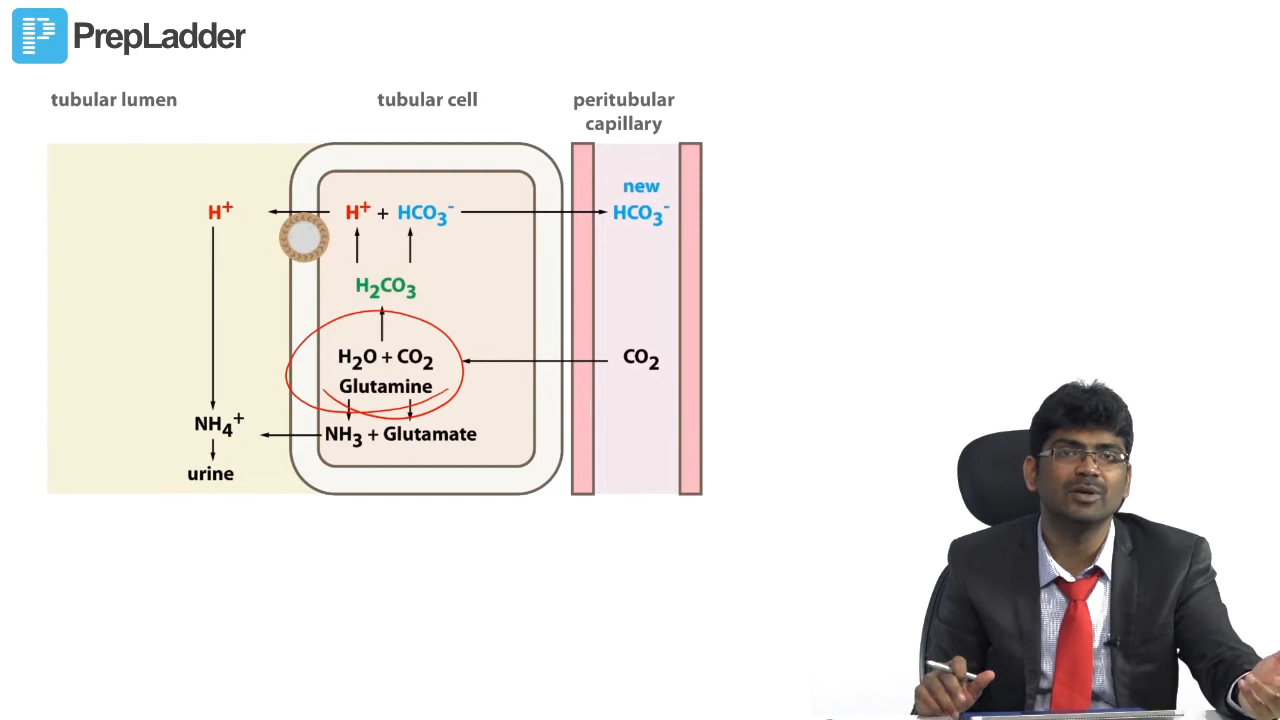 PrepLadder
tubular lumen
tubular cell
peritubular
capillary
new
H⁺
H⁺ + HCO₃⁻
HCO₃⁻
H₂CO₃
H₂O + CO₂
CO₂
Glutamine
NH₄⁺
NH₃ + Glutamate
urine